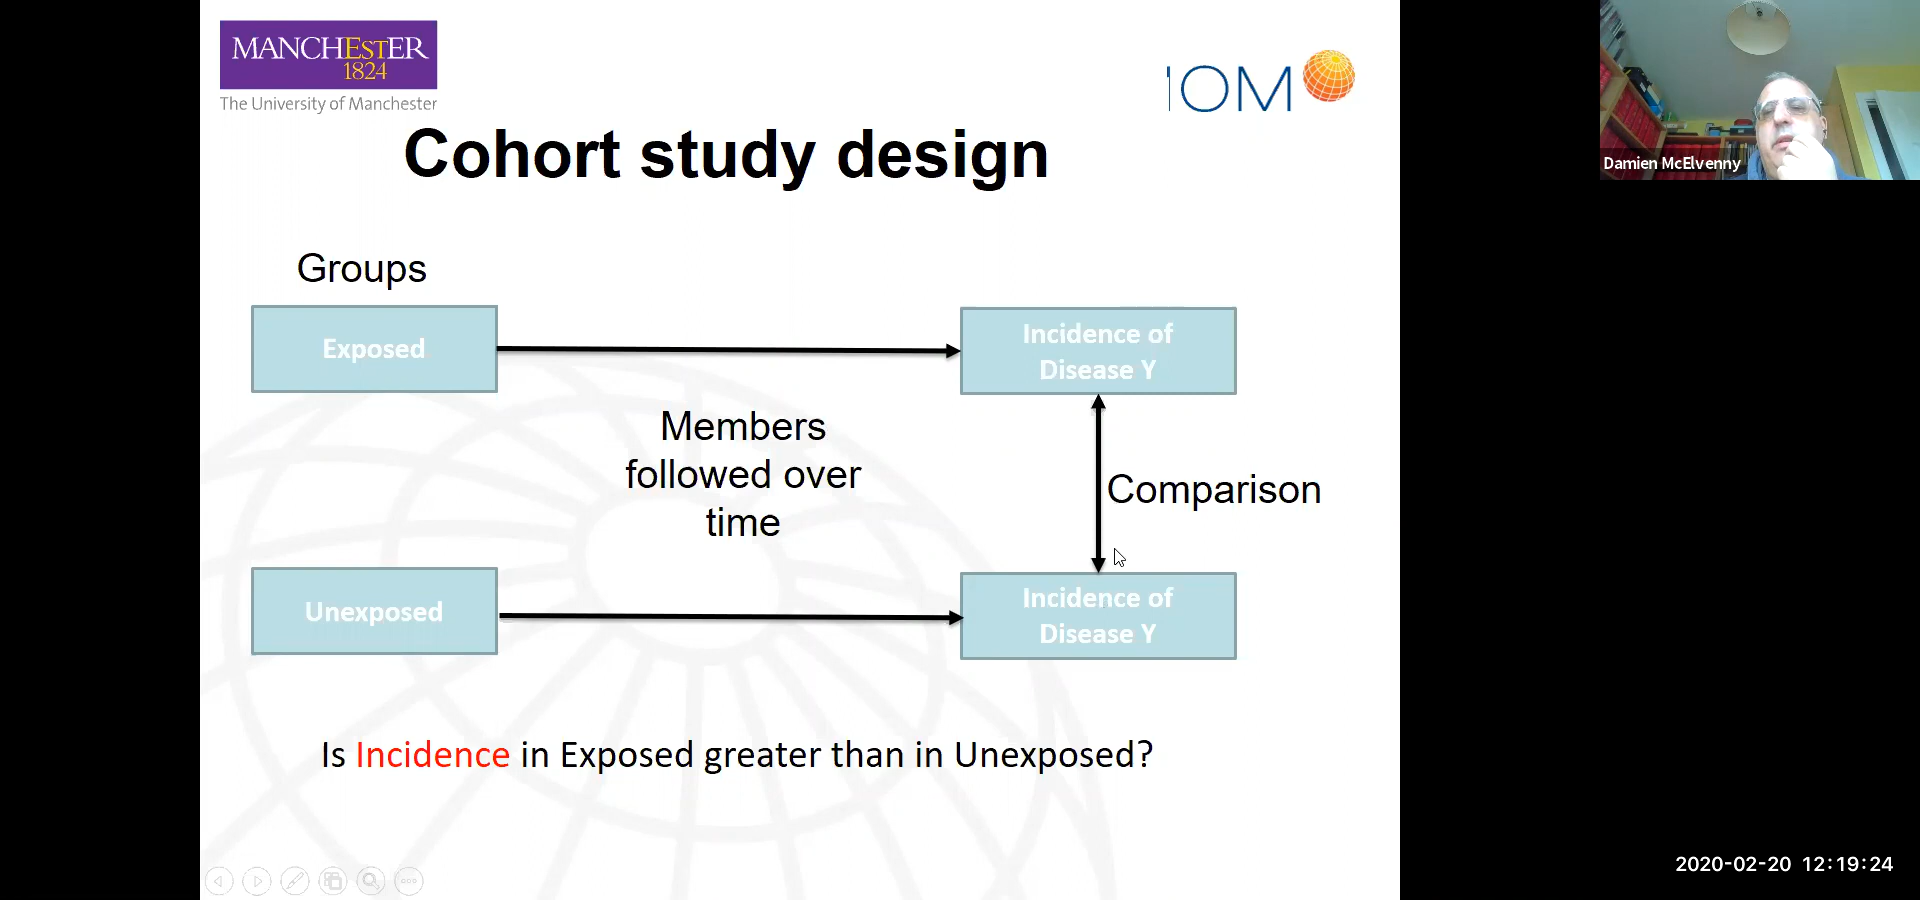 MANCHEsTER
1824
The University of Manchester
IOM
Cohort study design
Groups
Exposed
Incidence of
Disease Y
Members
followed over
time
Comparison
Unexposed
Incidence of
Disease Y
Is Incidence in Exposed greater than in Unexposed?
Damien McElvenny
2020-02-20 12:19:24